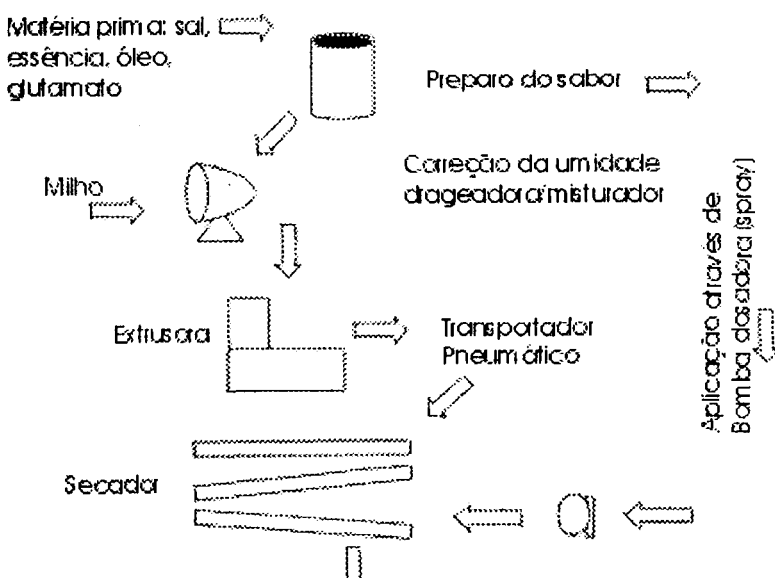 Matéria prima: sal,
essência, óleo,
glutamato
Preparo do sabor
Correção da umidade
drageadora/misturador
Milho
Aplicação através de
Bomba dosadora (spray)
Extrusora
Transportador
Pneumático
Secador